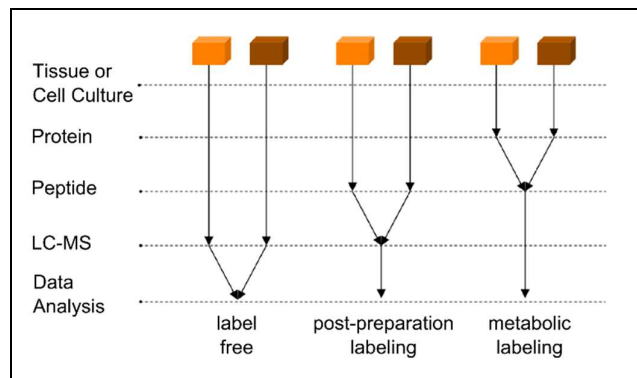 Tissue or
Cell Culture
Protein
Peptide
LC-MS
Data
Analysis
label
free
post-preparation
labeling
metabolic
labeling